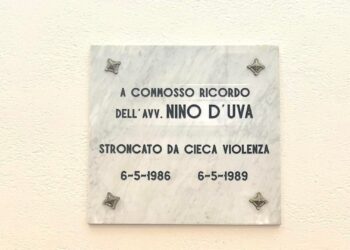 A COMMOSSO RICORDO
DELL'AVV. NINO D'UVA
STRONCATO DA CIECA VIOLENZA
6-5-1986 6-5-1989